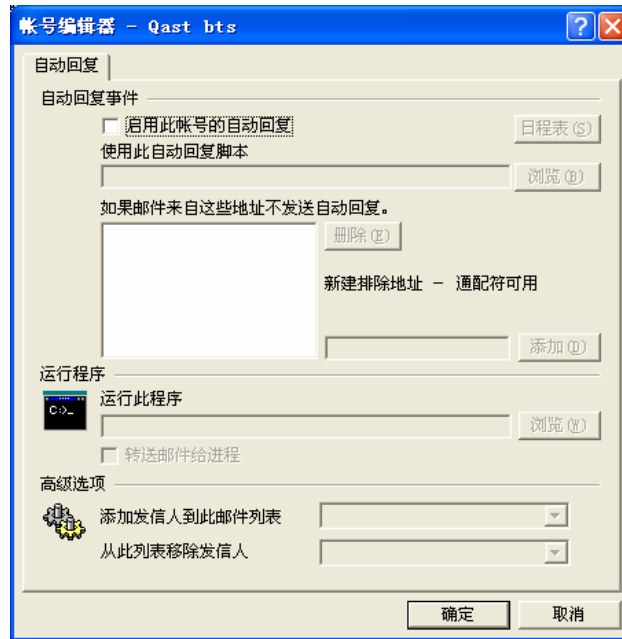 帐号编辑器 - Qast bts
自动回复
自动回复事件
启用此帐号的自动回复
日程表(S)
使用此自动回复脚本
浏览(B)
如果邮件来自这些地址不发送自动回复。
删除(E)
新建排除地址 - 通配符可用
添加(D)
运行程序
C:\>_
运行此程序
浏览(W)
转送邮件给进程
高级选项
添加发信人到此邮件列表
从此列表移除发信人
确定
取消